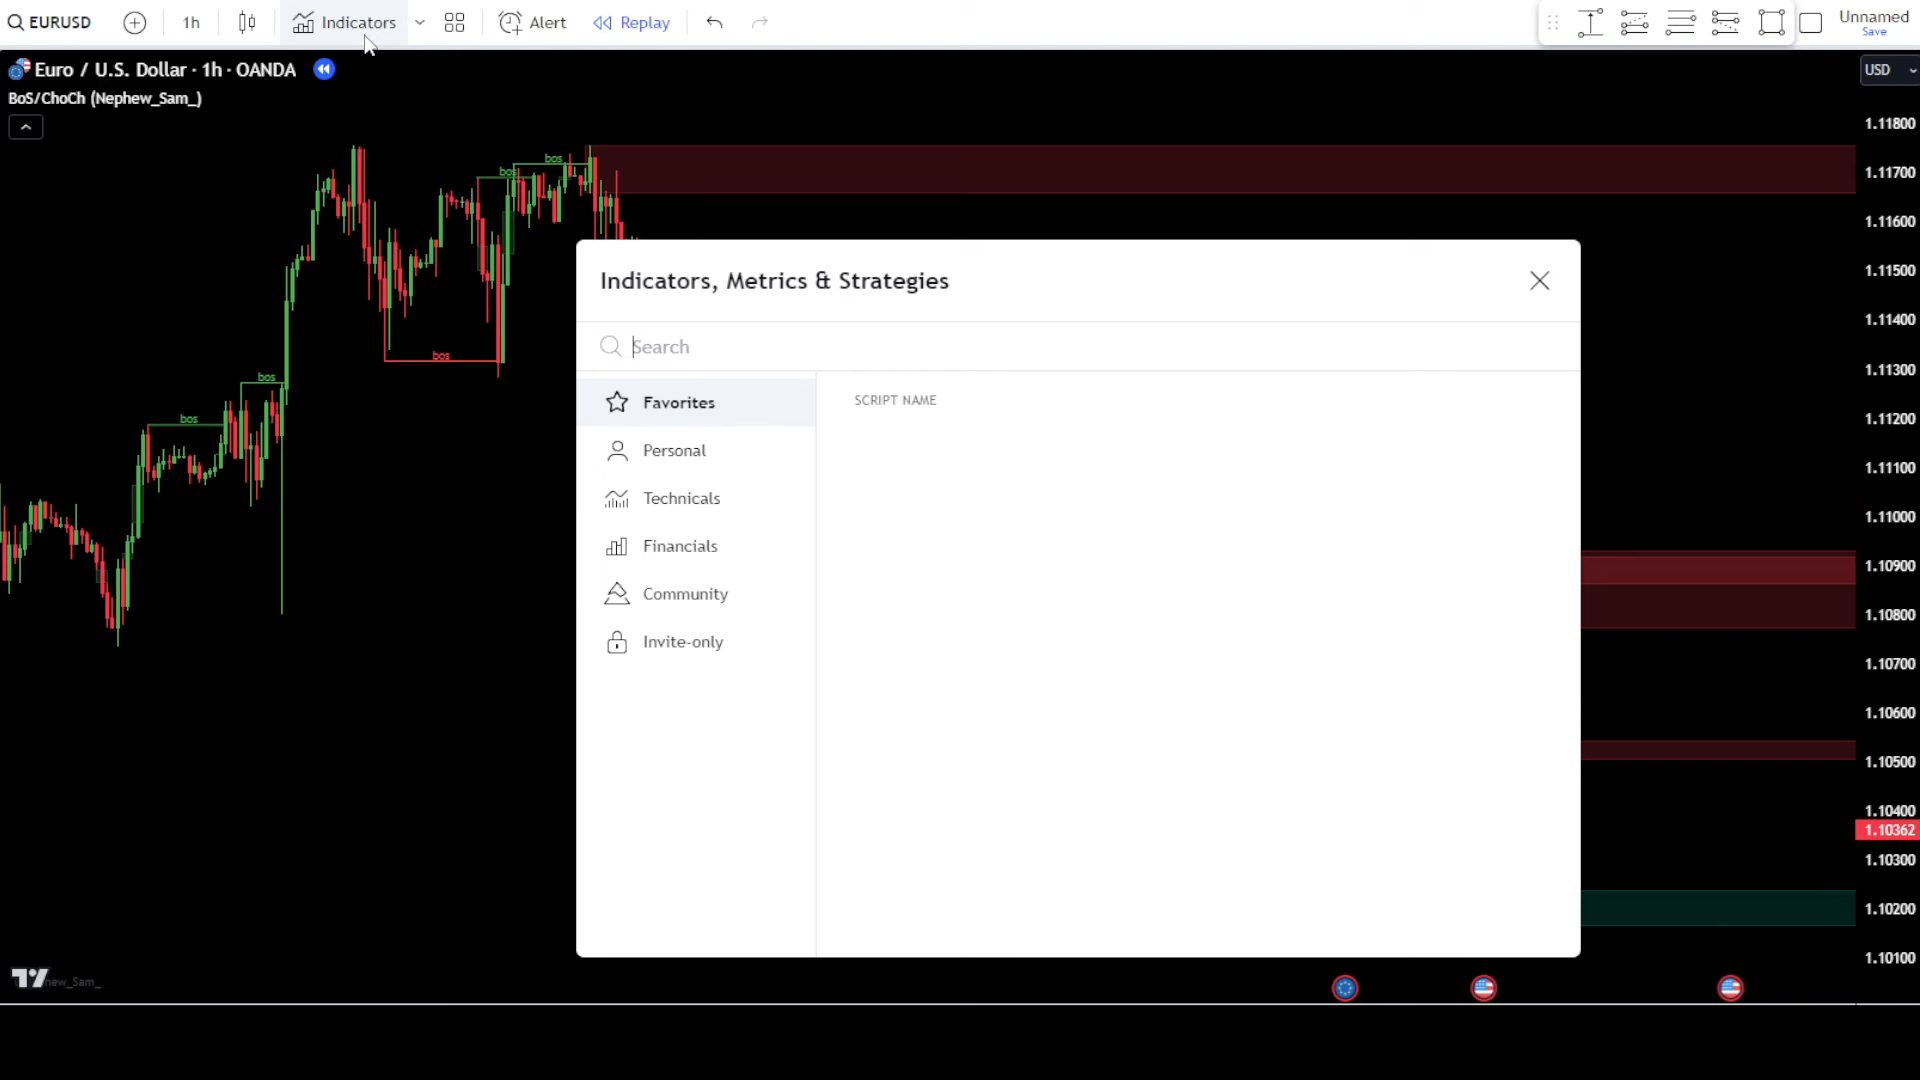 EURUSD
1h
Indicators
Alert
Replay
Unnamed
Save
Euro / U.S. Dollar · 1h · OANDA
USD
BoS/ChoCh (Nephew_Sam_)
1.11800
1.11700
1.11600
1.11500
1.11400
1.11300
1.11200
1.11100
1.11000
1.10900
1.10800
1.10700
1.10600
1.10500
1.10400
1.10362
1.10300
1.10200
1.10100
bos
bos
bos
bos
bos
Indicators, Metrics & Strategies
Search
Favorites
Personal
Technicals
Financials
Community
Invite-only
SCRIPT NAME